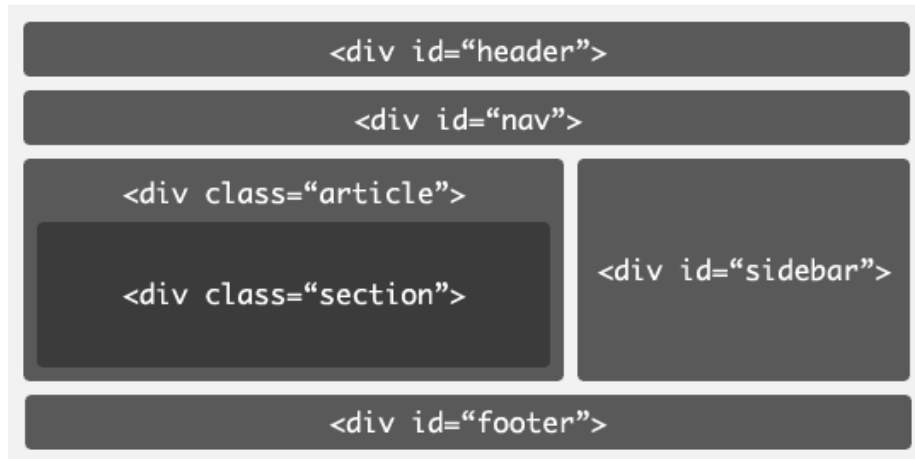 <div id=“header”>
<div id=“nav”>
<div class=“article”>
<div class=“section”>
<div id=“sidebar”>
<div id=“footer”>